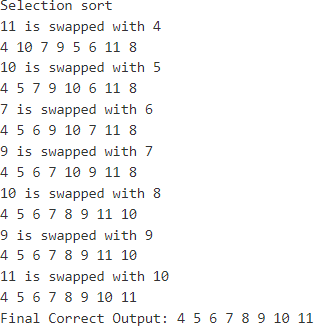 Selection sort
11 is swapped with 4
4 10 7 9 5 6 11 8
10 is swapped with 5
4 5 7 9 10 6 11 8
7 is swapped with 6
4 5 6 9 10 7 11 8
9 is swapped with 7
4 5 6 7 10 9 11 8
10 is swapped with 8
4 5 6 7 8 9 11 10
9 is swapped with 9
4 5 6 7 8 9 11 10
11 is swapped with 10
4 5 6 7 8 9 10 11
Final Correct Output: 4 5 6 7 8 9 10 11